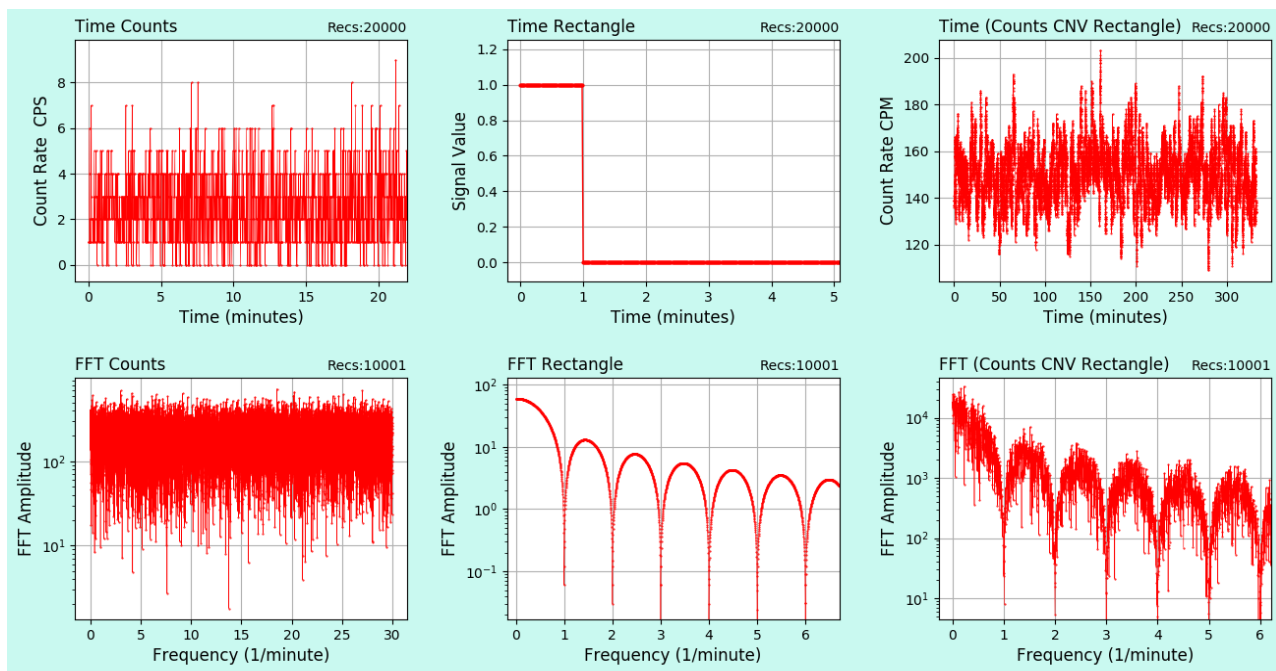 Time Counts Recs:20000
Count Rate CPS
8
6
4
2
0
0 5 10 15 20
Time (minutes)
Time Rectangle Recs:20000
Signal Value
1.2
1.0
0.8
0.6
0.4
0.2
0.0
0 1 2 3 4 5
Time (minutes)
Time (Counts CNV Rectangle) Recs:20000
Count Rate CPM
200
180
160
140
120
0 50 100 150 200 250 300
Time (minutes)
FFT Counts Recs:10001
FFT Amplitude
10²
10¹
0 5 10 15 20 25 30
Frequency (1/minute)
FFT Rectangle Recs:10001
FFT Amplitude
10²
10¹
10⁰
10⁻¹
0 1 2 3 4 5 6
Frequency (1/minute)
FFT (Counts CNV Rectangle) Recs:10001
FFT Amplitude
10⁴
10³
10²
10¹
0 1 2 3 4 5 6
Frequency (1/minute)